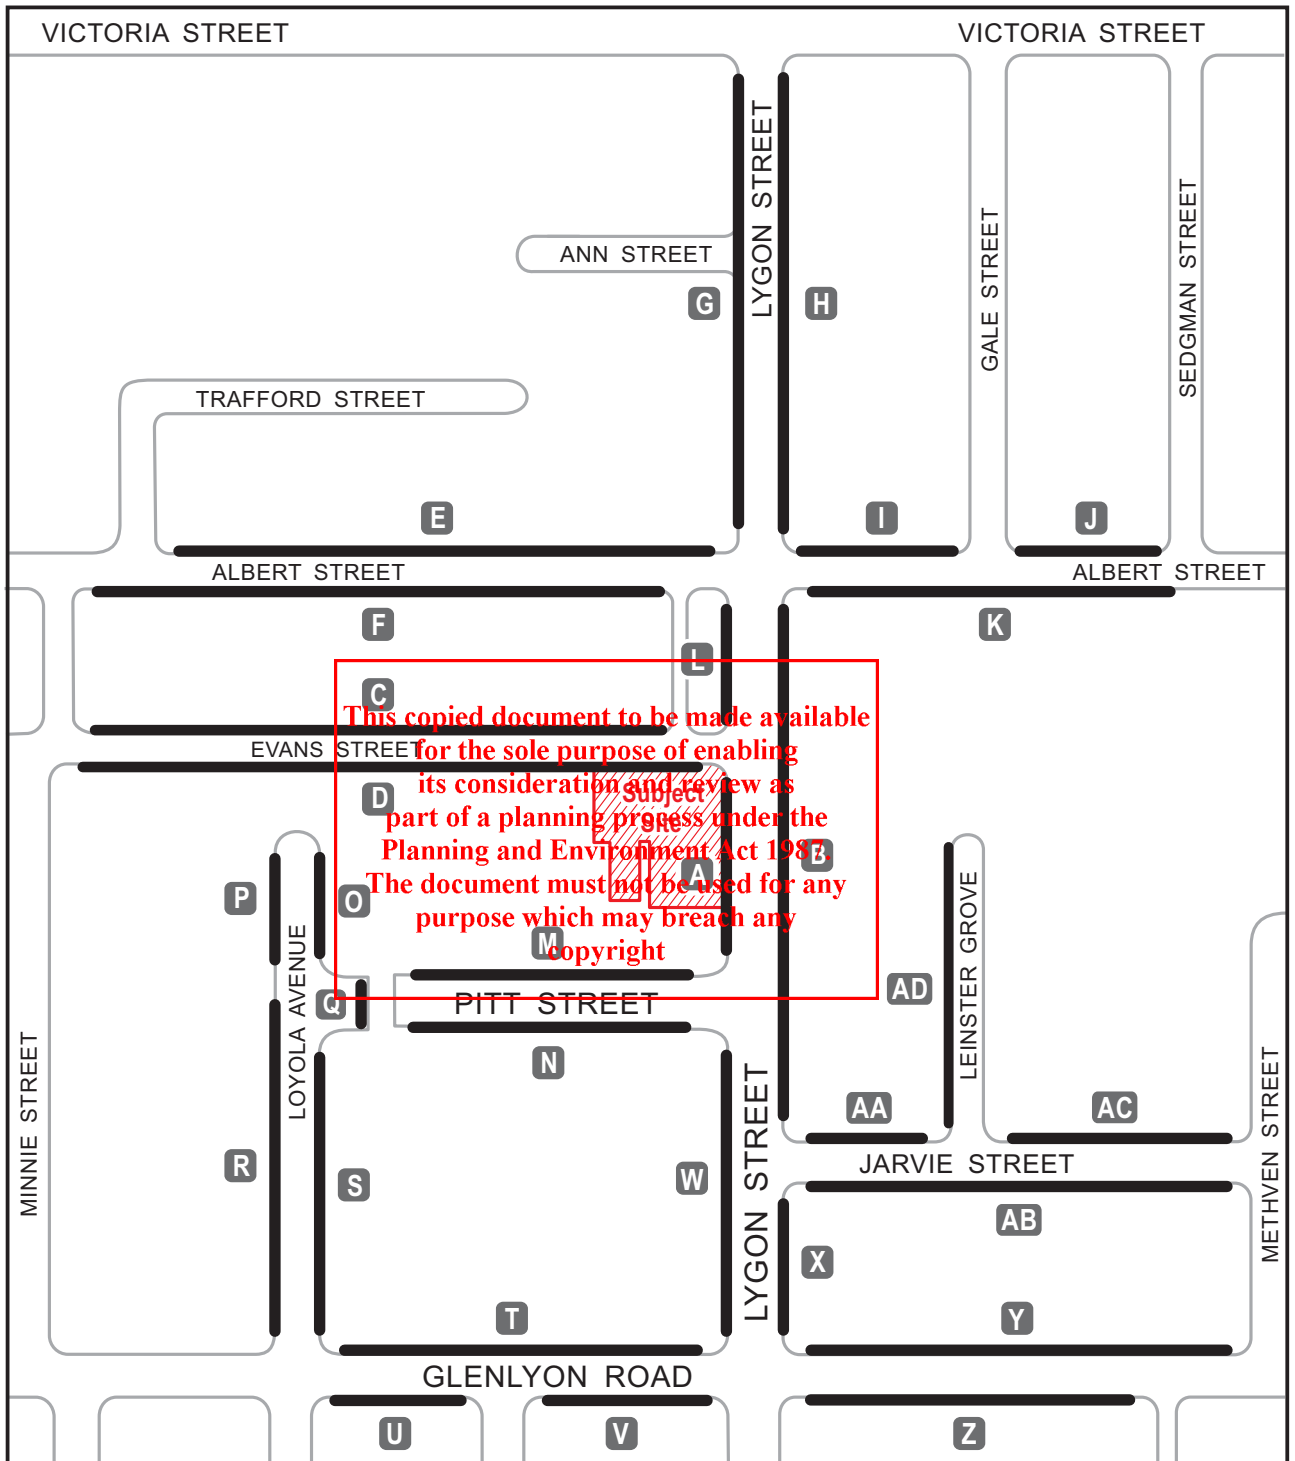 VICTORIA STREET
VICTORIA STREET
LYGON STREET
ANN STREET
G
H
GALE STREET
SEDGMAN STREET
TRAFFORD STREET
E
I
J
ALBERT STREET
ALBERT STREET
F
K
L
C
EVANS STREET
D
Subject
Site
This copied document to be made available
for the sole purpose of enabling
its consideration and review as
part of a planning process under the
Planning and Environment Act 1987.
The document must not be used for any
purpose which may breach any
copyright
A
B
P
O
M
LOYOLA AVENUE
Q
PITT STREET
AD
LEINSTER GROVE
N
MINNIE STREET
R
S
W
LYGON STREET
AA
AC
JARVIE STREET
METHVEN STREET
AB
X
T
Y
GLENLYON ROAD
U
V
Z